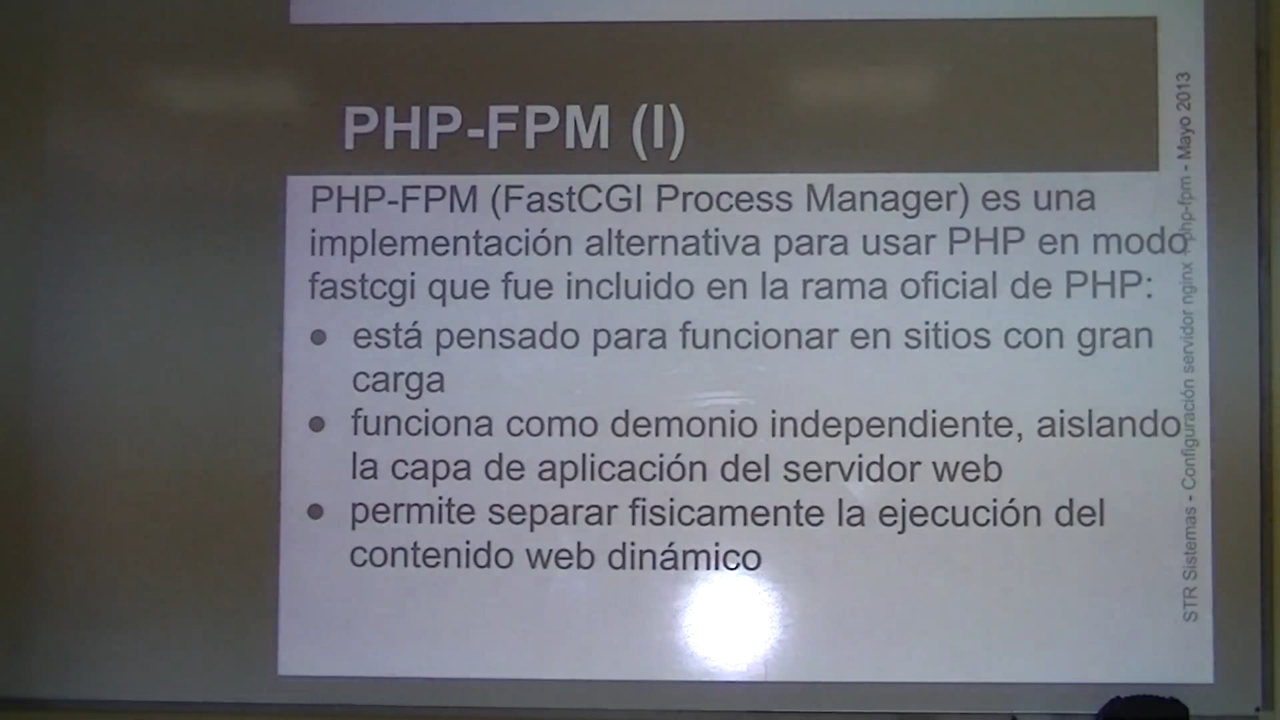 PHP-FPM (I)
PHP-FPM (FastCGI Process Manager) es una
implementación alternativa para usar PHP en modo
fastcgi que fue incluido en la rama oficial de PHP:
● está pensado para funcionar en sitios con gran
carga
● funciona como demonio independiente, aislando
la capa de aplicación del servidor web
● permite separar fisicamente la ejecución del
contenido web dinámico
STR Sistemas - Configuración servidor nginx + php-fpm - Mayo 2013